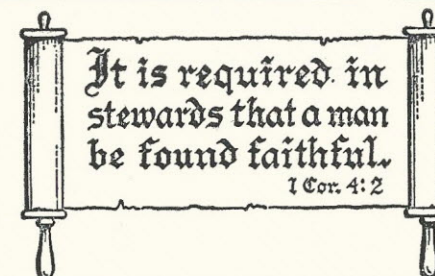 It is required in
stewards that a man
be found faithful.
1 Cor. 4:2